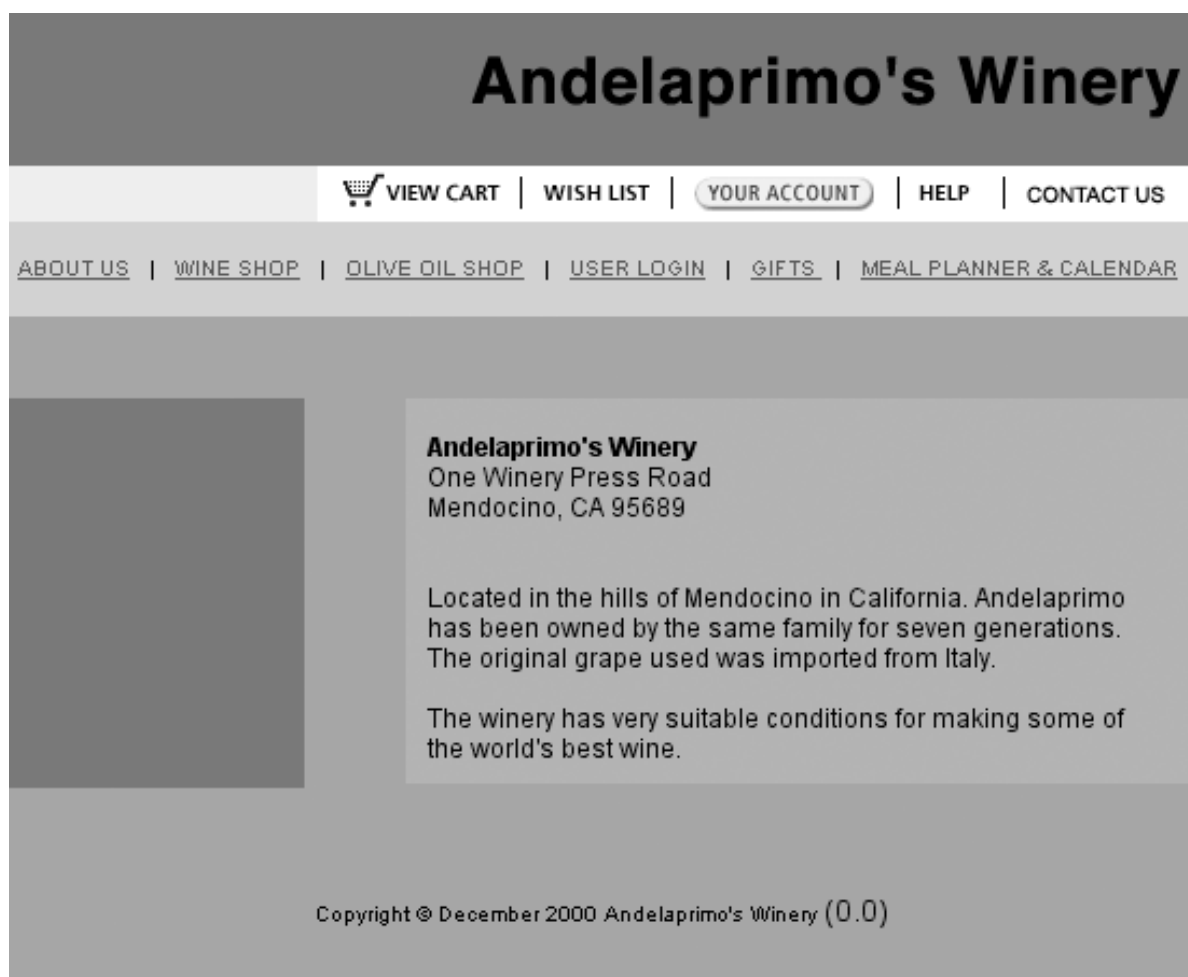 Andelaprimo's Winery
VIEW CART | WISH LIST | YOUR ACCOUNT | HELP | CONTACT US
ABOUT US | WINE SHOP | OLIVE OIL SHOP | USER LOGIN | GIFTS | MEAL PLANNER & CALENDAR
Andelaprimo's Winery
One Winery Press Road
Mendocino, CA 95689
Located in the hills of Mendocino in California. Andelaprimo
has been owned by the same family for seven generations.
The original grape used was imported from Italy.
The winery has very suitable conditions for making some of
the world's best wine.
Copyright © December 2000 Andelaprimo's Winery (0.0)